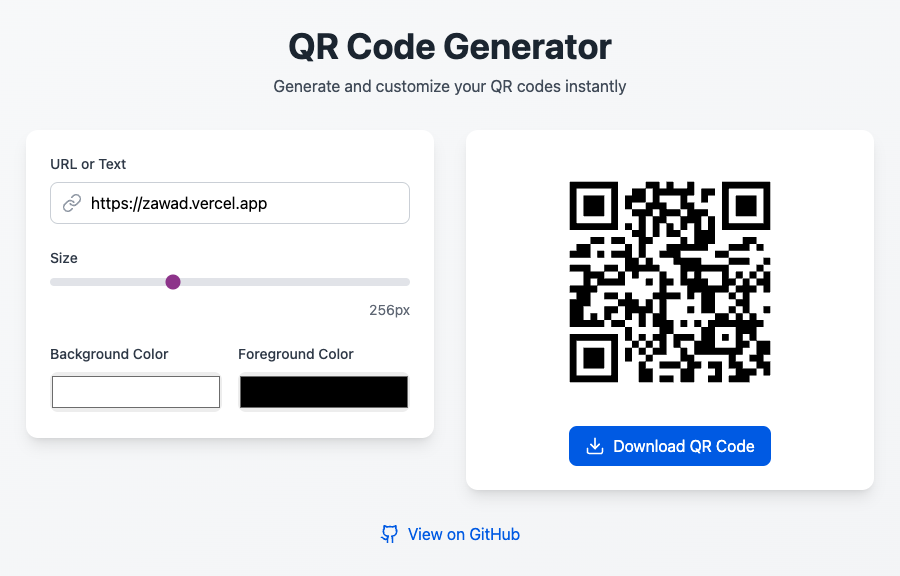 QR Code Generator
Generate and customize your QR codes instantly
URL or Text
https://zawad.vercel.app
Size
256px
Background Color
Foreground Color
Download QR Code
View on GitHub